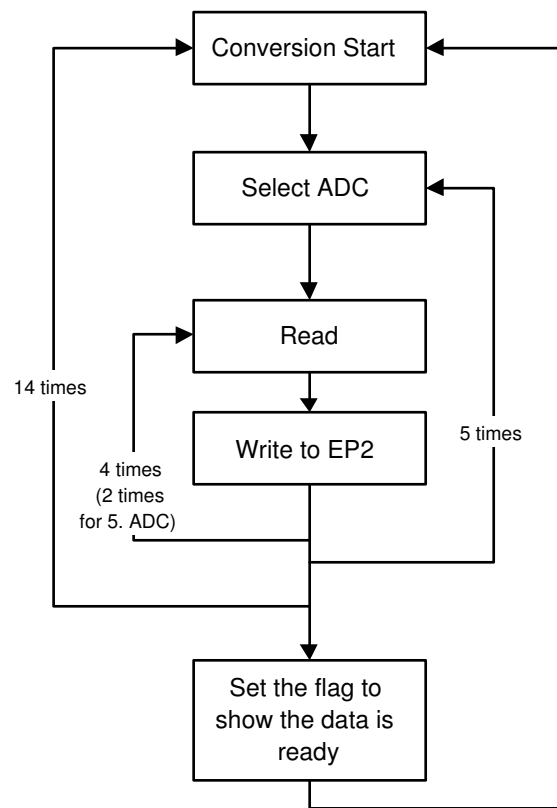 Conversion Start
Select ADC
Read
14 times
Write to EP2
5 times
4 times
(2 times
for 5. ADC)
Set the flag to
show the data is
ready